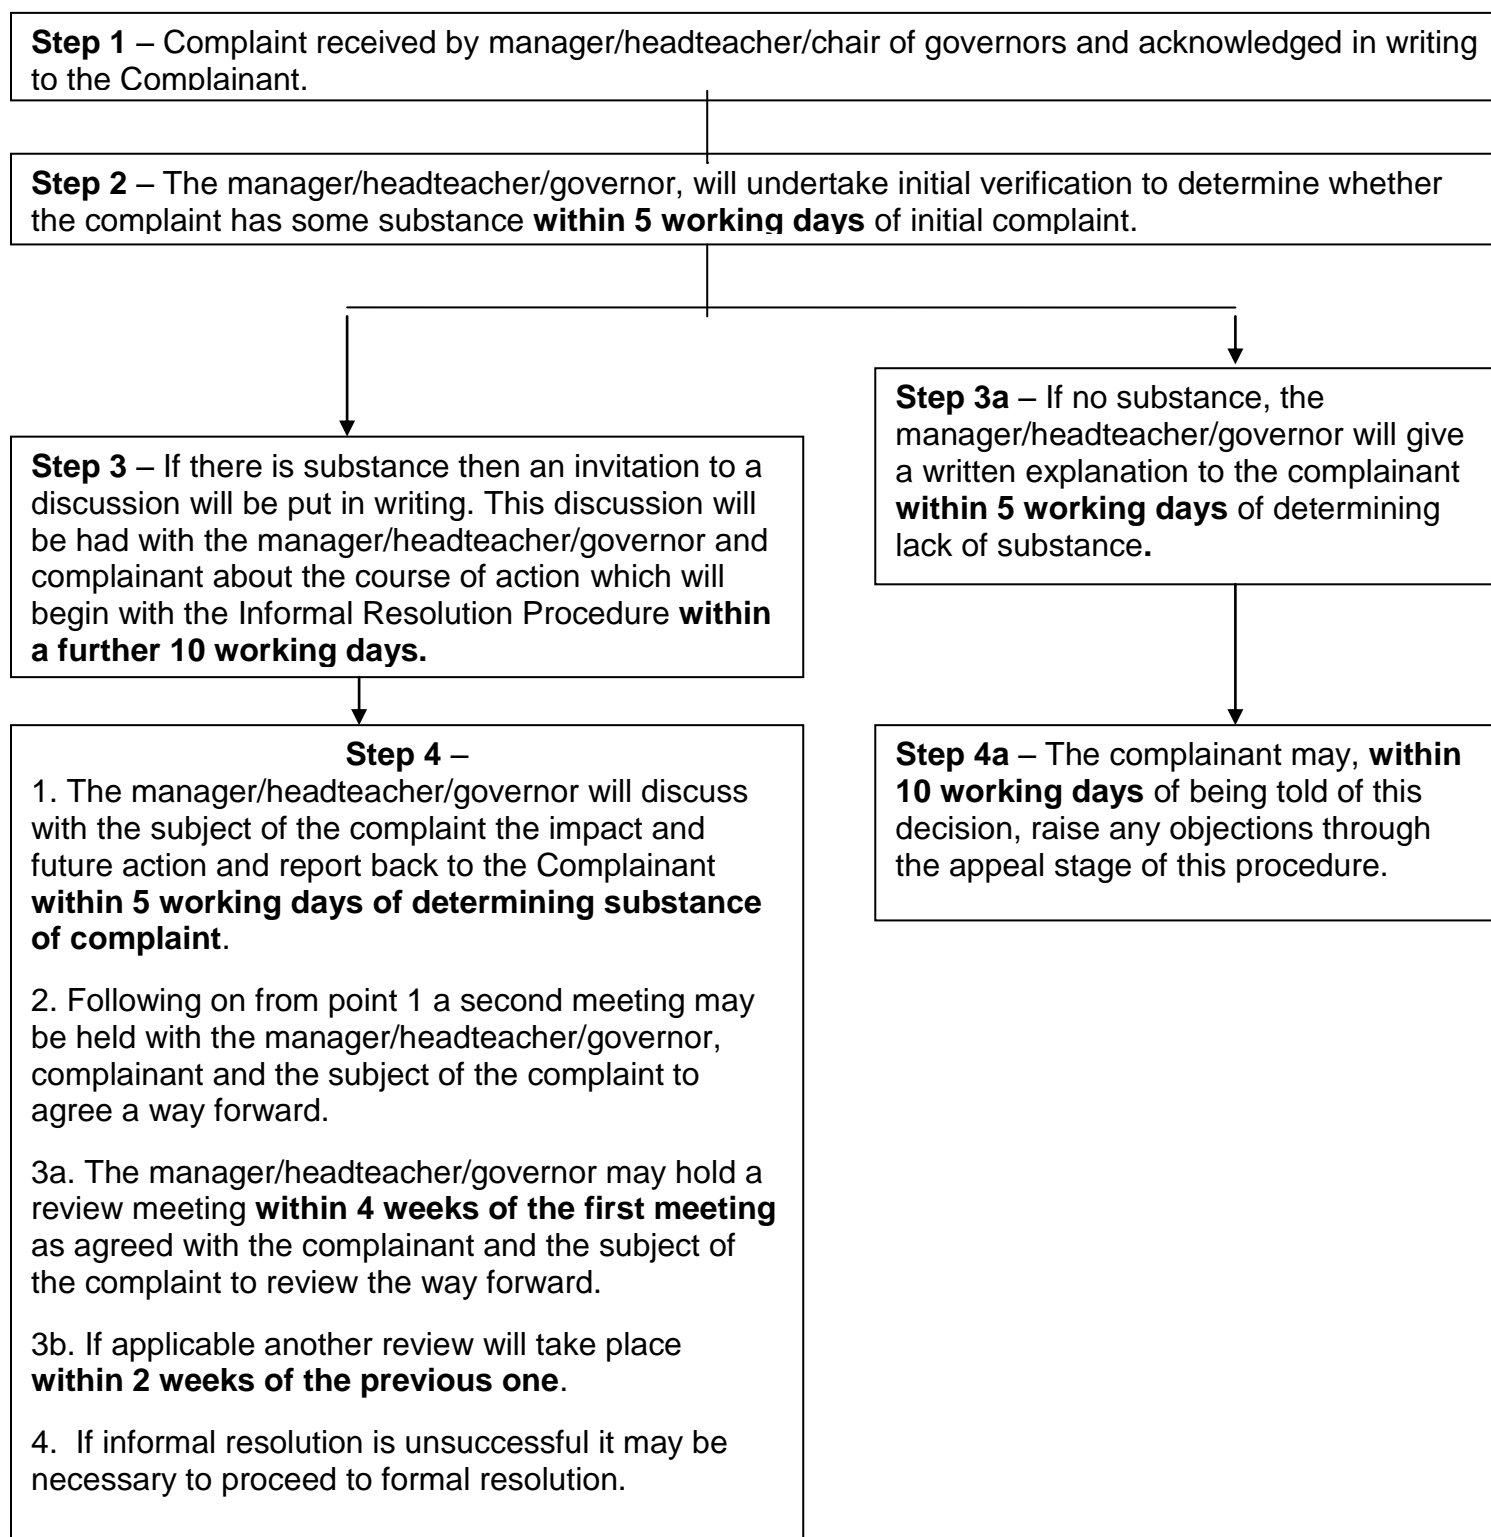 Step 1 – Complaint received by manager/headteacher/chair of governors and acknowledged in writing
to the Complainant.
Step 2 – The manager/headteacher/governor, will undertake initial verification to determine whether
the complaint has some substance within 5 working days of initial complaint.
Step 3 – If there is substance then an invitation to a
discussion will be put in writing. This discussion will
be had with the manager/headteacher/governor and
complainant about the course of action which will
begin with the Informal Resolution Procedure within
a further 10 working days.
Step 3a – If no substance, the
manager/headteacher/governor will give
a written explanation to the complainant
within 5 working days of determining
lack of substance.
Step 4 –
1. The manager/headteacher/governor will discuss
with the subject of the complaint the impact and
future action and report back to the Complainant
within 5 working days of determining substance
of complaint.
2. Following on from point 1 a second meeting may
be held with the manager/headteacher/governor,
complainant and the subject of the complaint to
agree a way forward.
3a. The manager/headteacher/governor may hold a
review meeting within 4 weeks of the first meeting
as agreed with the complainant and the subject of
the complaint to review the way forward.
3b. If applicable another review will take place
within 2 weeks of the previous one.
4.  If informal resolution is unsuccessful it may be
necessary to proceed to formal resolution.
Step 4a – The complainant may, within
10 working days of being told of this
decision, raise any objections through
the appeal stage of this procedure.